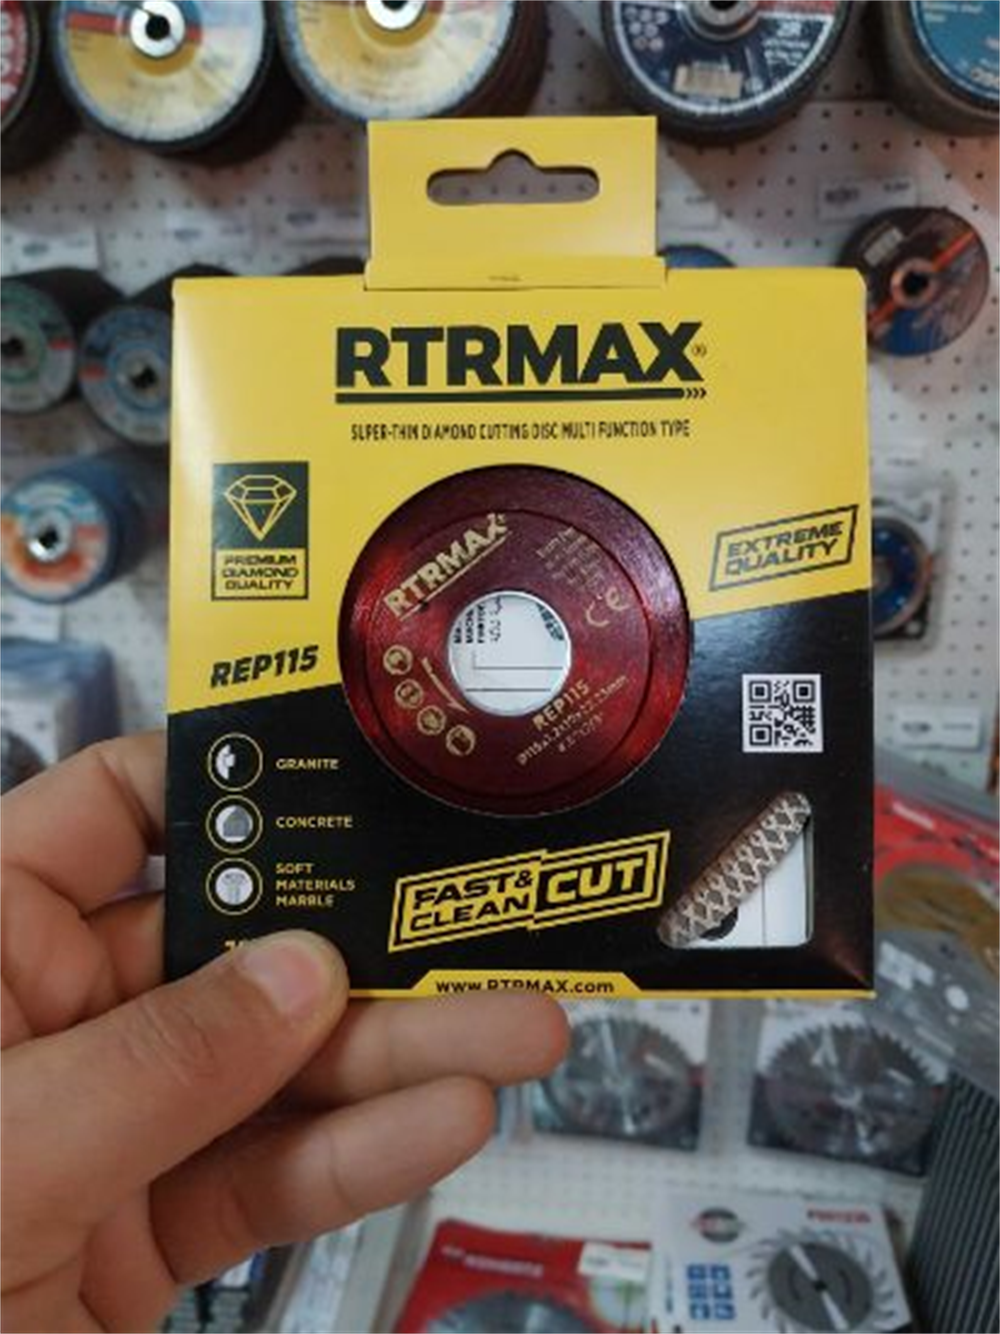 RTRMAX®
SUPER-THIN DIAMOND CUTTING DISC MULTI FUNCTION TYPE
PREMIUM
DIAMOND
QUALITY
EXTREME
QUALITY
RTRMAX
CE
REP115
REP115
GRANITE
CONCRETE
SOFT
MATERIALS
MARBLE
FAST&
CLEAN
CUT
www.RTRMAX.com